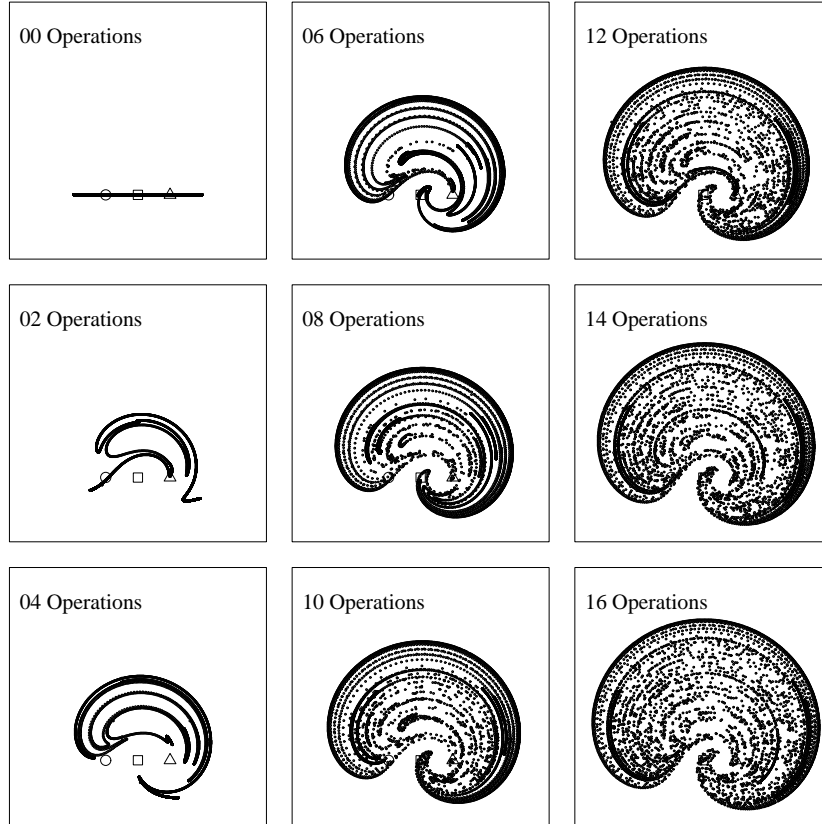 00 Operations
06 Operations
12 Operations
02 Operations
08 Operations
14 Operations
04 Operations
10 Operations
16 Operations